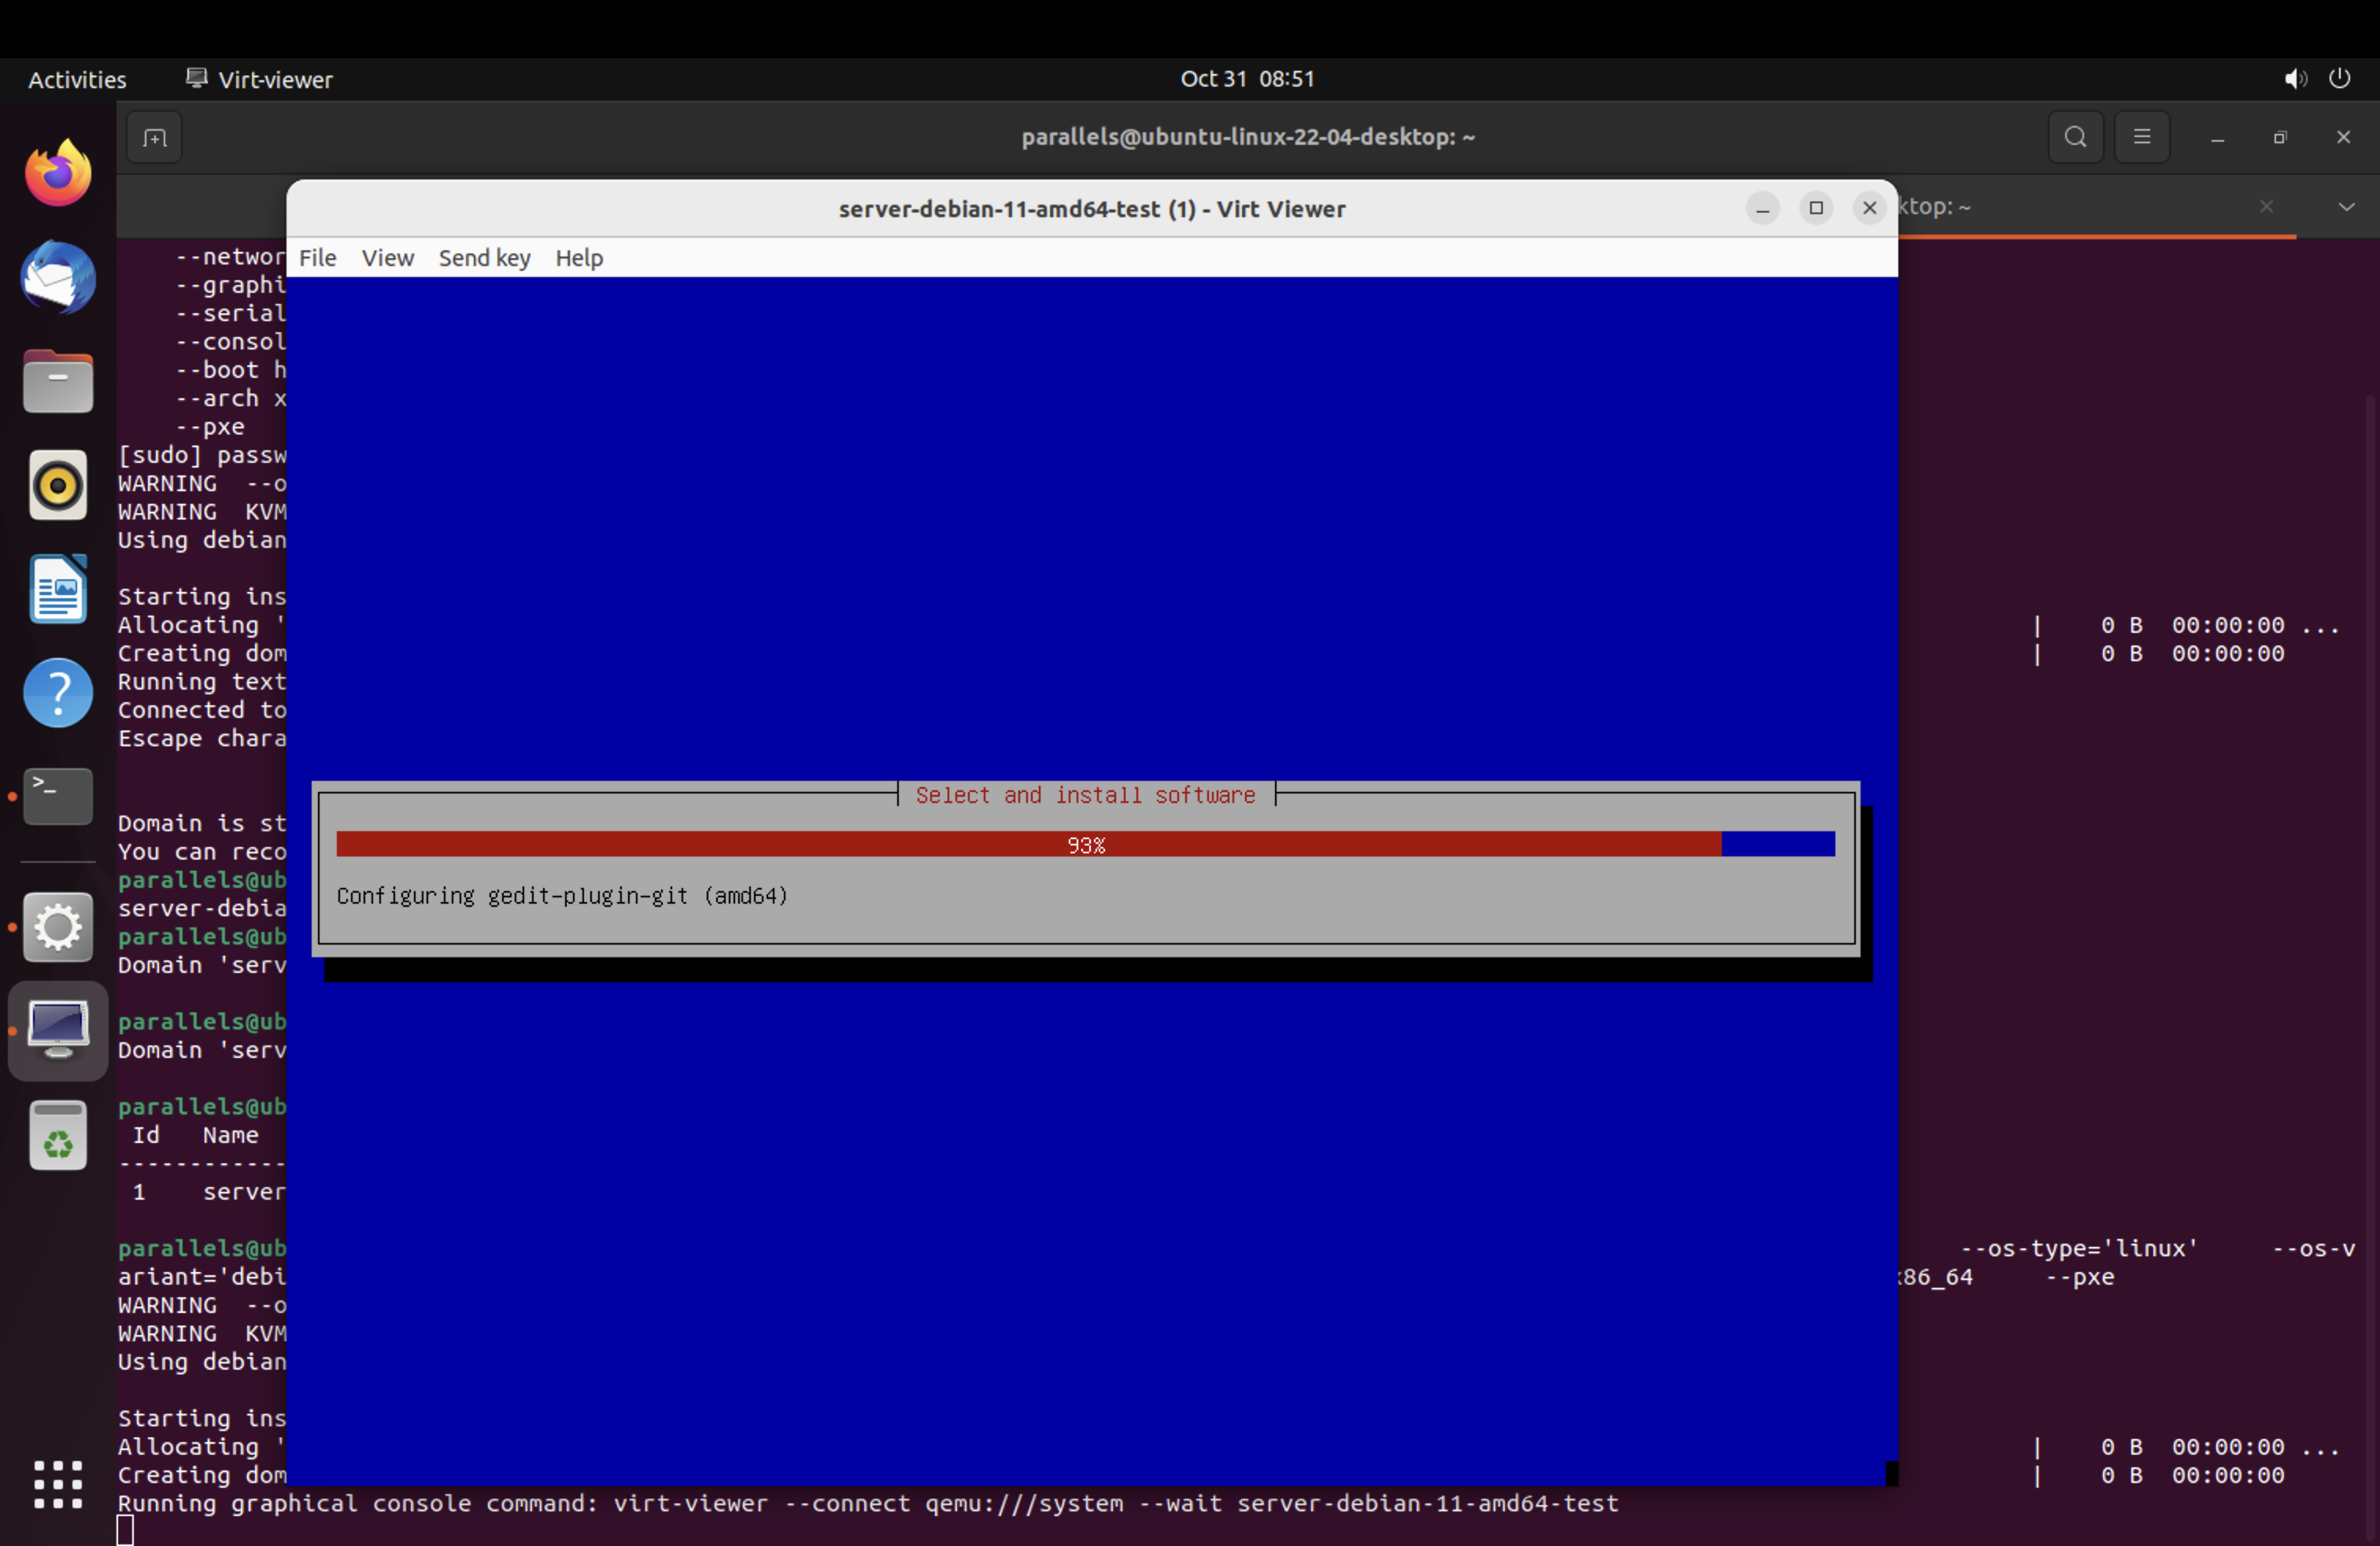 Activities
Virt-viewer
Oct 31 08:51
parallels@ubuntu-linux-22-04-desktop: ~
server-debian-11-amd64-test (1) - Virt Viewer
ktop: ~
File View Send key Help
--networ
--graphi
--serial
--consol
--boot h
--arch x
--pxe
[sudo] passw
WARNING --o
WARNING KVM
Using debian
Starting ins
Allocating ' | 0 B 00:00:00 ...
Creating dom | 0 B 00:00:00
Running text
Connected to
Escape chara
Select and install software
93%
Configuring gedit-plugin-git (amd64)
Domain is st
You can reco
parallels@ub
server-debia
parallels@ub
Domain 'serv
parallels@ub
Domain 'serv
parallels@ub
Id Name
------------
1 server
parallels@ub --os-type='linux' --os-v
ariant='debi x86_64 --pxe
WARNING --o
WARNING KVM
Using debian
Starting ins
Allocating ' | 0 B 00:00:00 ...
Creating dom | 0 B 00:00:00
Running graphical console command: virt-viewer --connect qemu:///system --wait server-debian-11-amd64-test